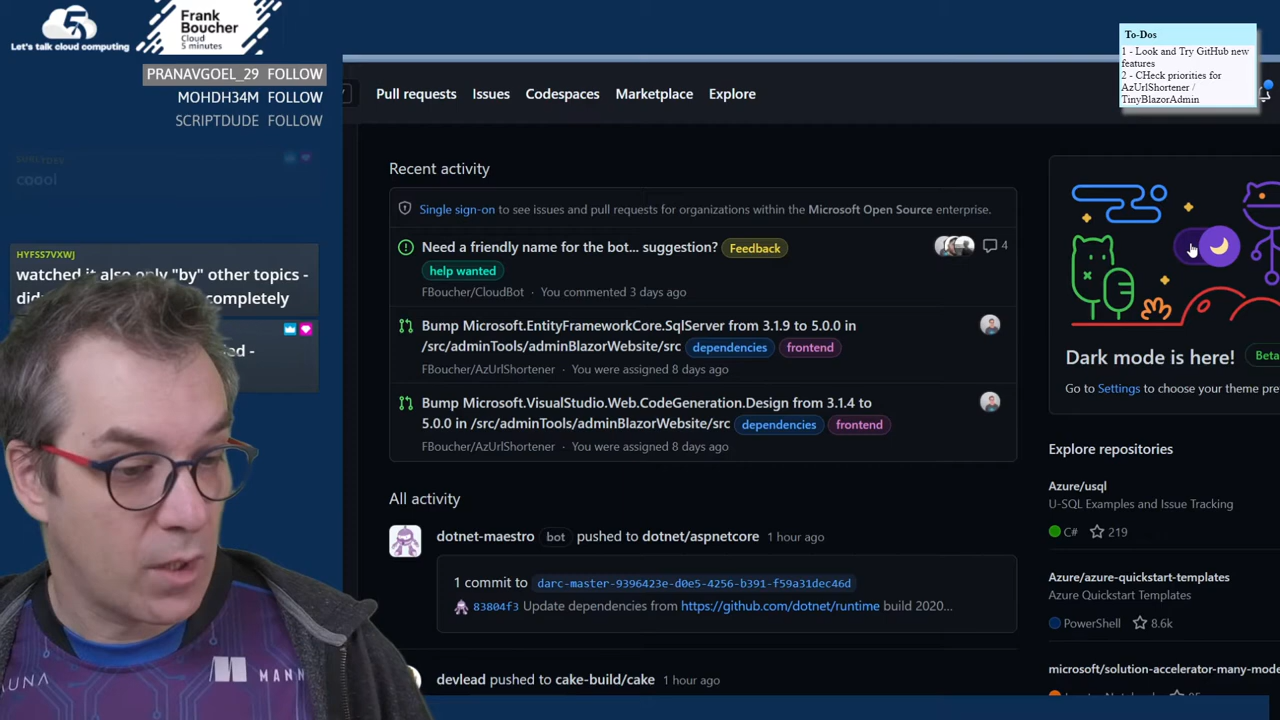 5
Let's talk cloud computing
Frank
Boucher
Cloud
5 minutes
PRANAVGOEL_29 FOLLOW
MOHDH34M FOLLOW
SCRIPTDUDE FOLLOW
coool
HYFSS7VXWJ
watched it also only "by" other topics -
completely
To-Dos
1 - Look and Try GitHub new
features
2 - CHeck priorities for
AzUrlShortener /
TinyBlazorAdmin
/
Pull requests Issues Codespaces Marketplace Explore
Recent activity
Single sign-on to see issues and pull requests for organizations within the Microsoft Open Source enterprise.
Need a friendly name for the bot... suggestion? Feedback
4
help wanted
FBoucher/CloudBot · You commented 3 days ago
Bump Microsoft.EntityFrameworkCore.SqlServer from 3.1.9 to 5.0.0 in
/src/adminTools/adminBlazorWebsite/src dependencies frontend
FBoucher/AzUrlShortener · You were assigned 8 days ago
Bump Microsoft.VisualStudio.Web.CodeGeneration.Design from 3.1.4 to
5.0.0 in /src/adminTools/adminBlazorWebsite/src dependencies frontend
FBoucher/AzUrlShortener · You were assigned 8 days ago
All activity
dotnet-maestro bot pushed to dotnet/aspnetcore 1 hour ago
1 commit to darc-master-9396423e-d0e5-4256-b391-f59a31dec46d
83804f3 Update dependencies from https://github.com/dotnet/runtime build 2020...
devlead pushed to cake-build/cake 1 hour ago
Dark mode is here! Beta
Go to Settings to choose your theme pre
Explore repositories
Azure/usql
U-SQL Examples and Issue Tracking
C# 219
Azure/azure-quickstart-templates
Azure Quickstart Templates
PowerShell 8.6k
microsoft/solution-accelerator-many-mode
MANN